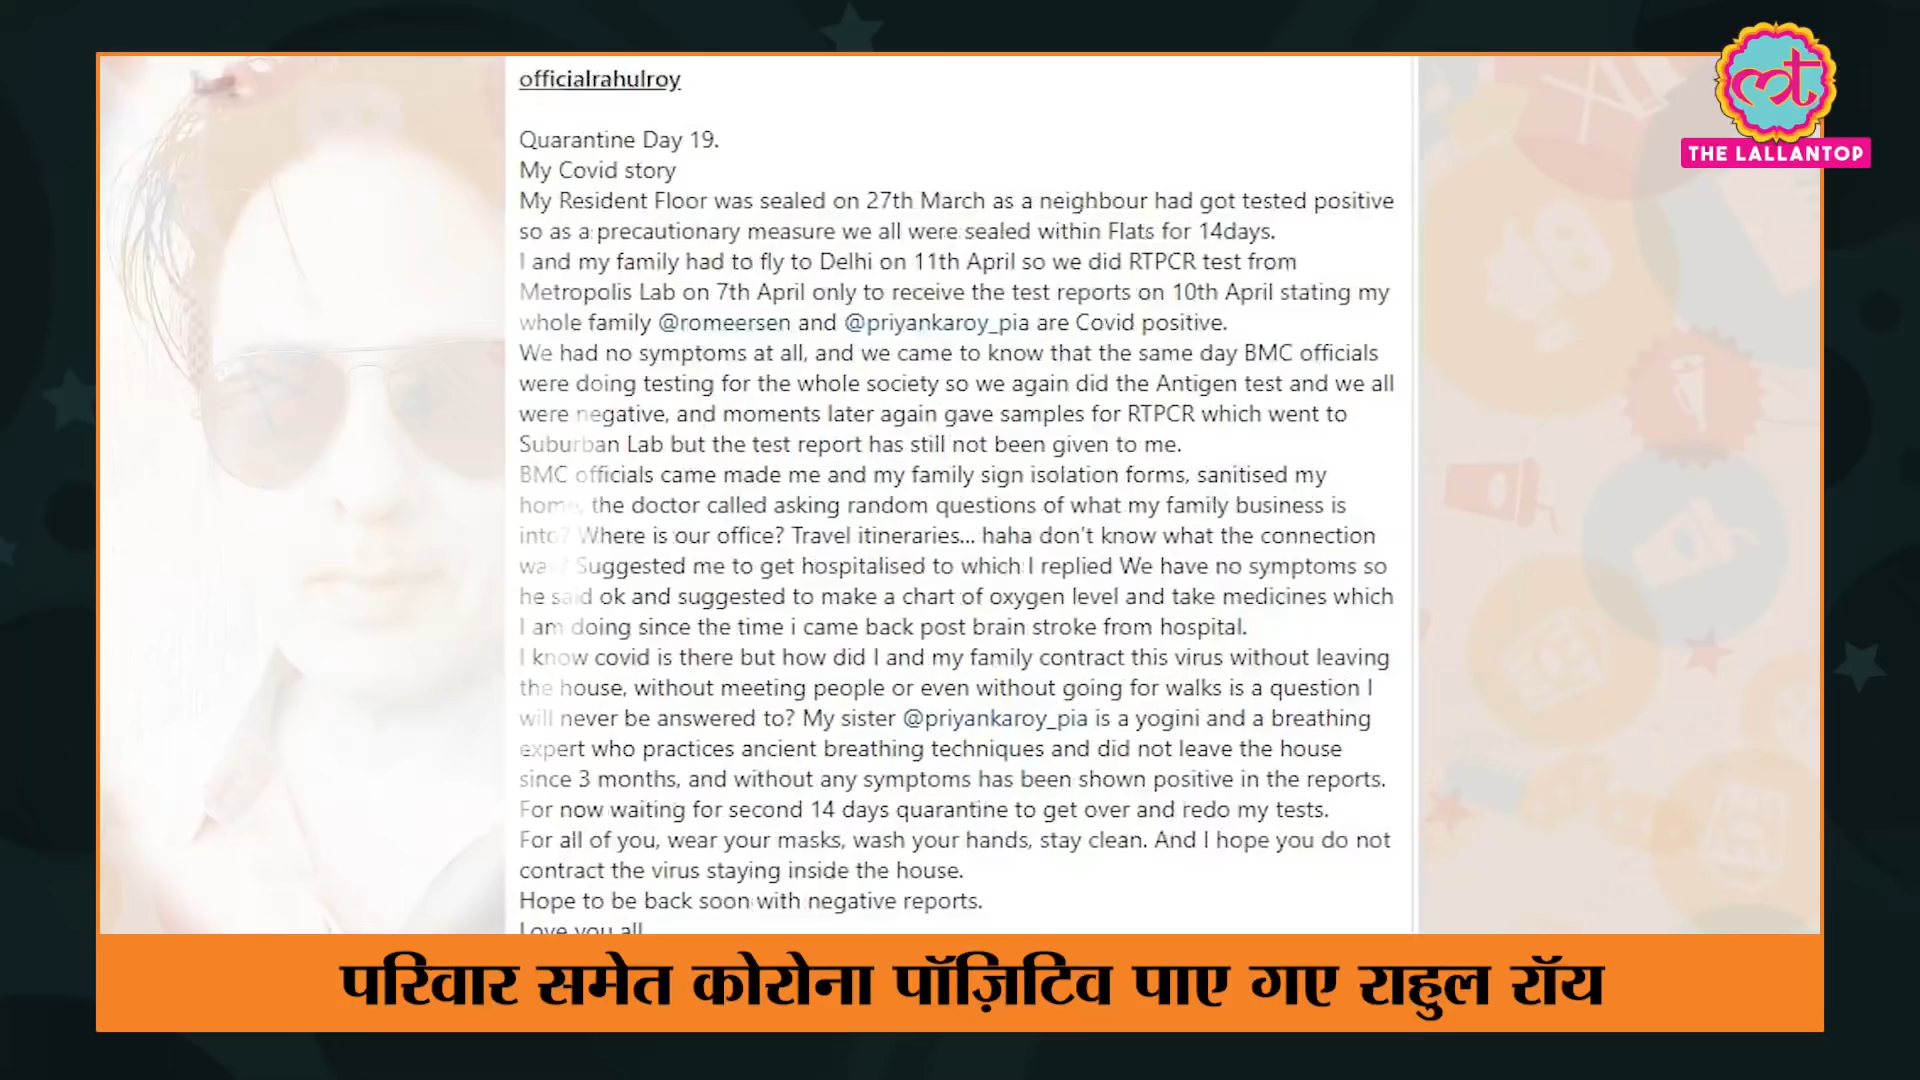 officialrahulroy
Quarantine Day 19.
My Covid story
My Resident Floor was sealed on 27th March as a neighbour had got tested positive
so as a precautionary measure we all were sealed within Flats for 14days.
I and my family had to fly to Delhi on 11th April so we did RTPCR test from
Metropolis Lab on 7th April only to receive the test reports on 10th April stating my
whole family @romeersen and @priyankaroy_pia are Covid positive.
We had no symptoms at all, and we came to know that the same day BMC officials
were doing testing for the whole society so we again did the Antigen test and we all
were negative, and moments later again gave samples for RTPCR which went to
Suburban Lab but the test report has still not been given to me.
BMC officials came made me and my family sign isolation forms, sanitised my
home, the doctor called asking random questions of what my family business is
into? Where is our office? Travel itineraries... haha don't know what the connection
was? Suggested me to get hospitalised to which I replied We have no symptoms so
he said ok and suggested to make a chart of oxygen level and take medicines which
I am doing since the time i came back post brain stroke from hospital.
I know covid is there but how did I and my family contract this virus without leaving
the house, without meeting people or even without going for walks is a question I
will never be answered to? My sister @priyankaroy_pia is a yogini and a breathing
expert who practices ancient breathing techniques and did not leave the house
since 3 months, and without any symptoms has been shown positive in the reports.
For now waiting for second 14 days quarantine to get over and redo my tests.
For all of you, wear your masks, wash your hands, stay clean. And I hope you do not
contract the virus staying inside the house.
Hope to be back soon with negative reports.
Love you all
परिवार समेत कोरोना पॉज़िटिव पाए गए राहुल रॉय
THE LALLANTOP